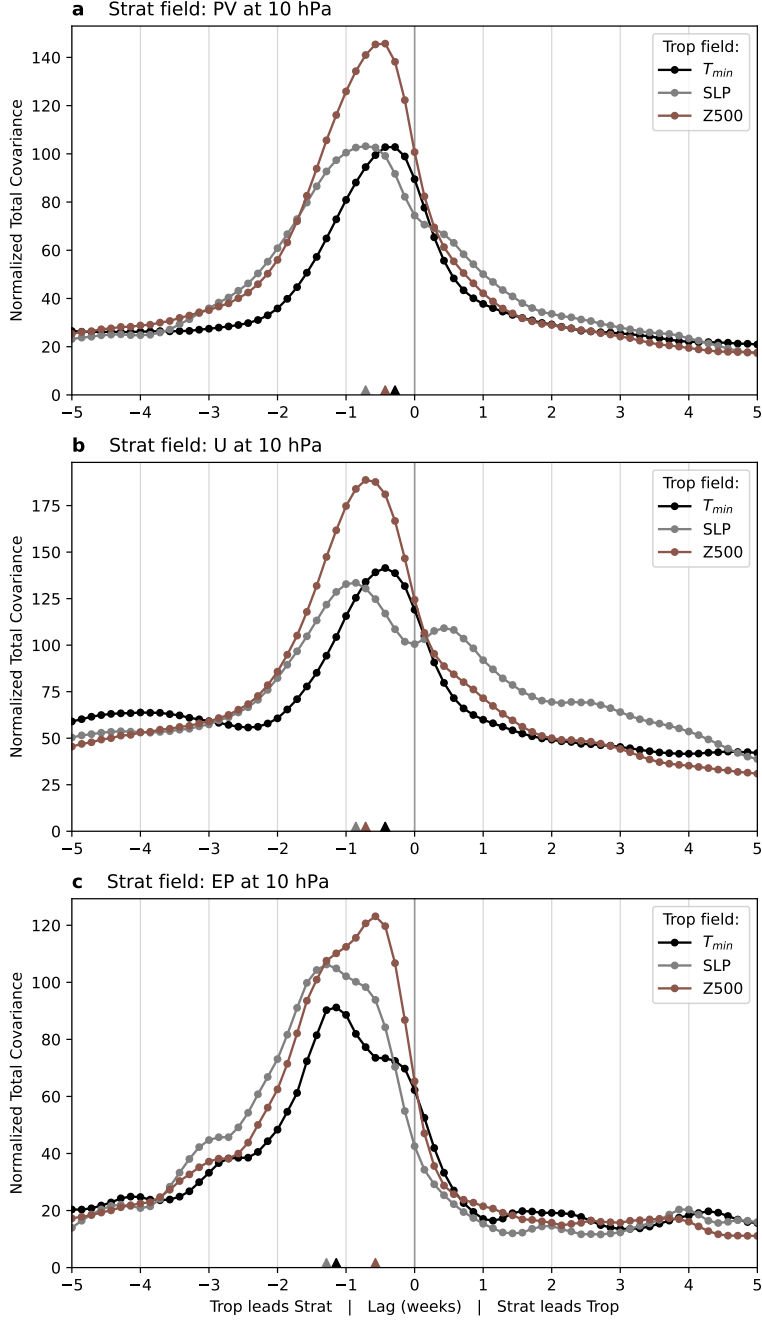 a Strat field: PV at 10 hPa
Normalized Total Covariance
140
120
100
80
60
40
20
0
Trop field:
T_min
SLP
Z500
−5 −4 −3 −2 −1 0 1 2 3 4 5
b Strat field: U at 10 hPa
Normalized Total Covariance
175
150
125
100
75
50
25
0
Trop field:
T_min
SLP
Z500
−5 −4 −3 −2 −1 0 1 2 3 4 5
c Strat field: EP at 10 hPa
Normalized Total Covariance
120
100
80
60
40
20
0
Trop field:
T_min
SLP
Z500
−5 −4 −3 −2 −1 0 1 2 3 4 5
Trop leads Strat | Lag (weeks) | Strat leads Trop